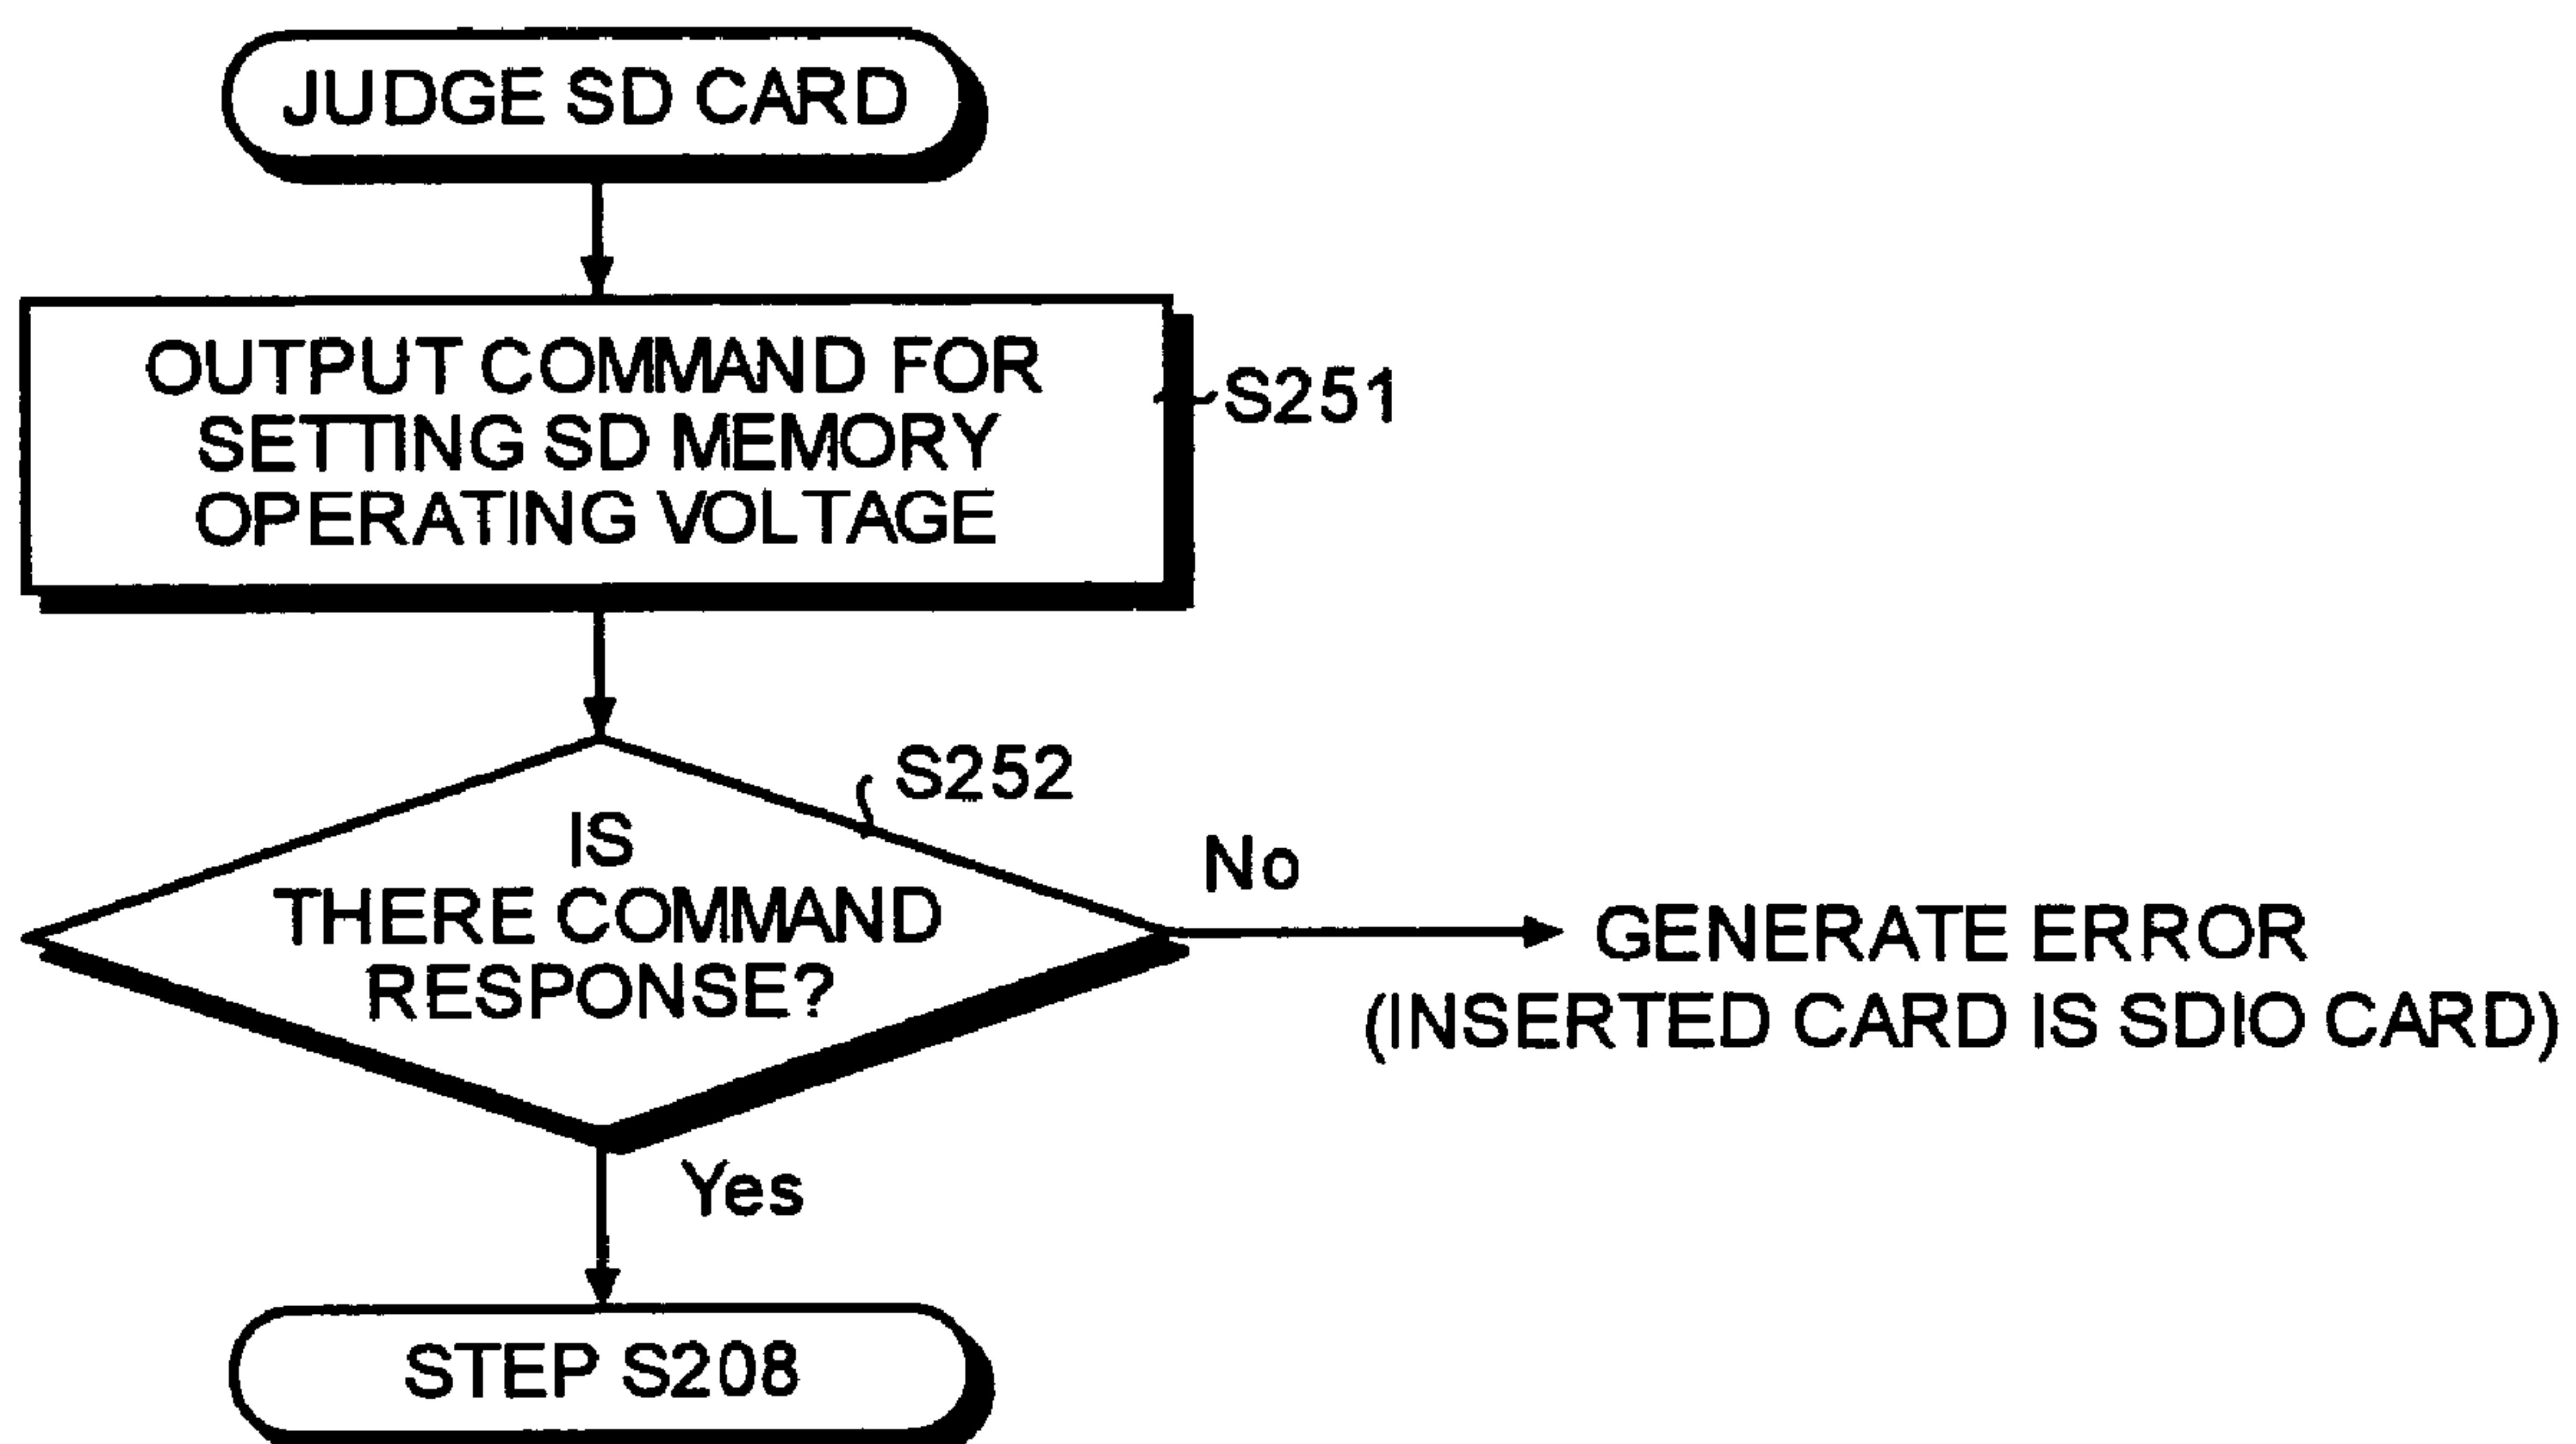 JUDGE SD CARD
OUTPUT COMMAND FOR
SETTING SD MEMORY
OPERATING VOLTAGE
S251
S252
IS
THERE COMMAND
RESPONSE?
No
GENERATE ERROR
(INSERTED CARD IS SDIO CARD)
Yes
STEP S208